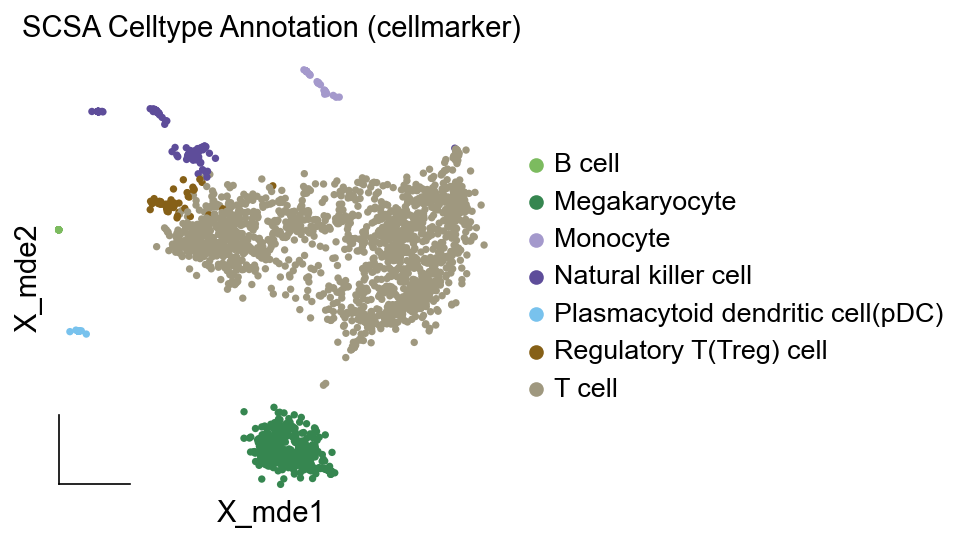 SCSA Celltype Annotation (cellmarker)
B cell
Megakaryocyte
Monocyte
Natural killer cell
Plasmacytoid dendritic cell(pDC)
Regulatory T(Treg) cell
T cell
X_mde2
X_mde1